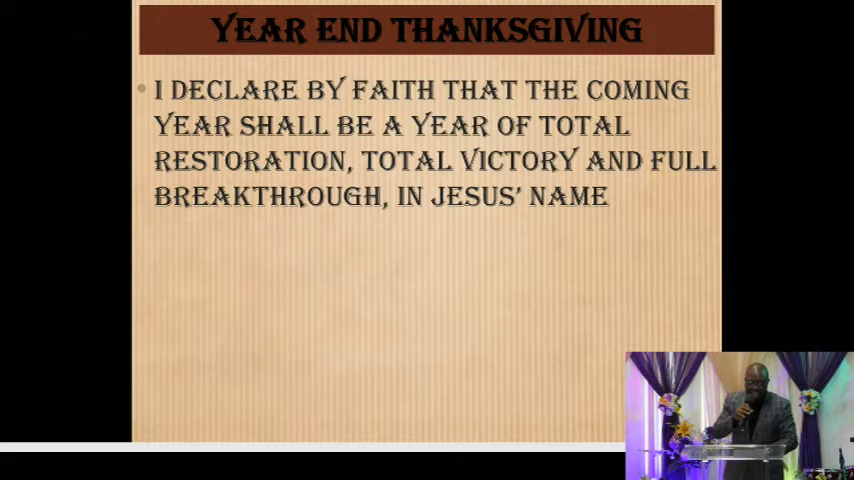 YEAR END THANKSGIVING
• I DECLARE BY FAITH THAT THE COMING
YEAR SHALL BE A YEAR OF TOTAL
RESTORATION, TOTAL VICTORY AND FULL
BREAKTHROUGH, IN JESUS’ NAME